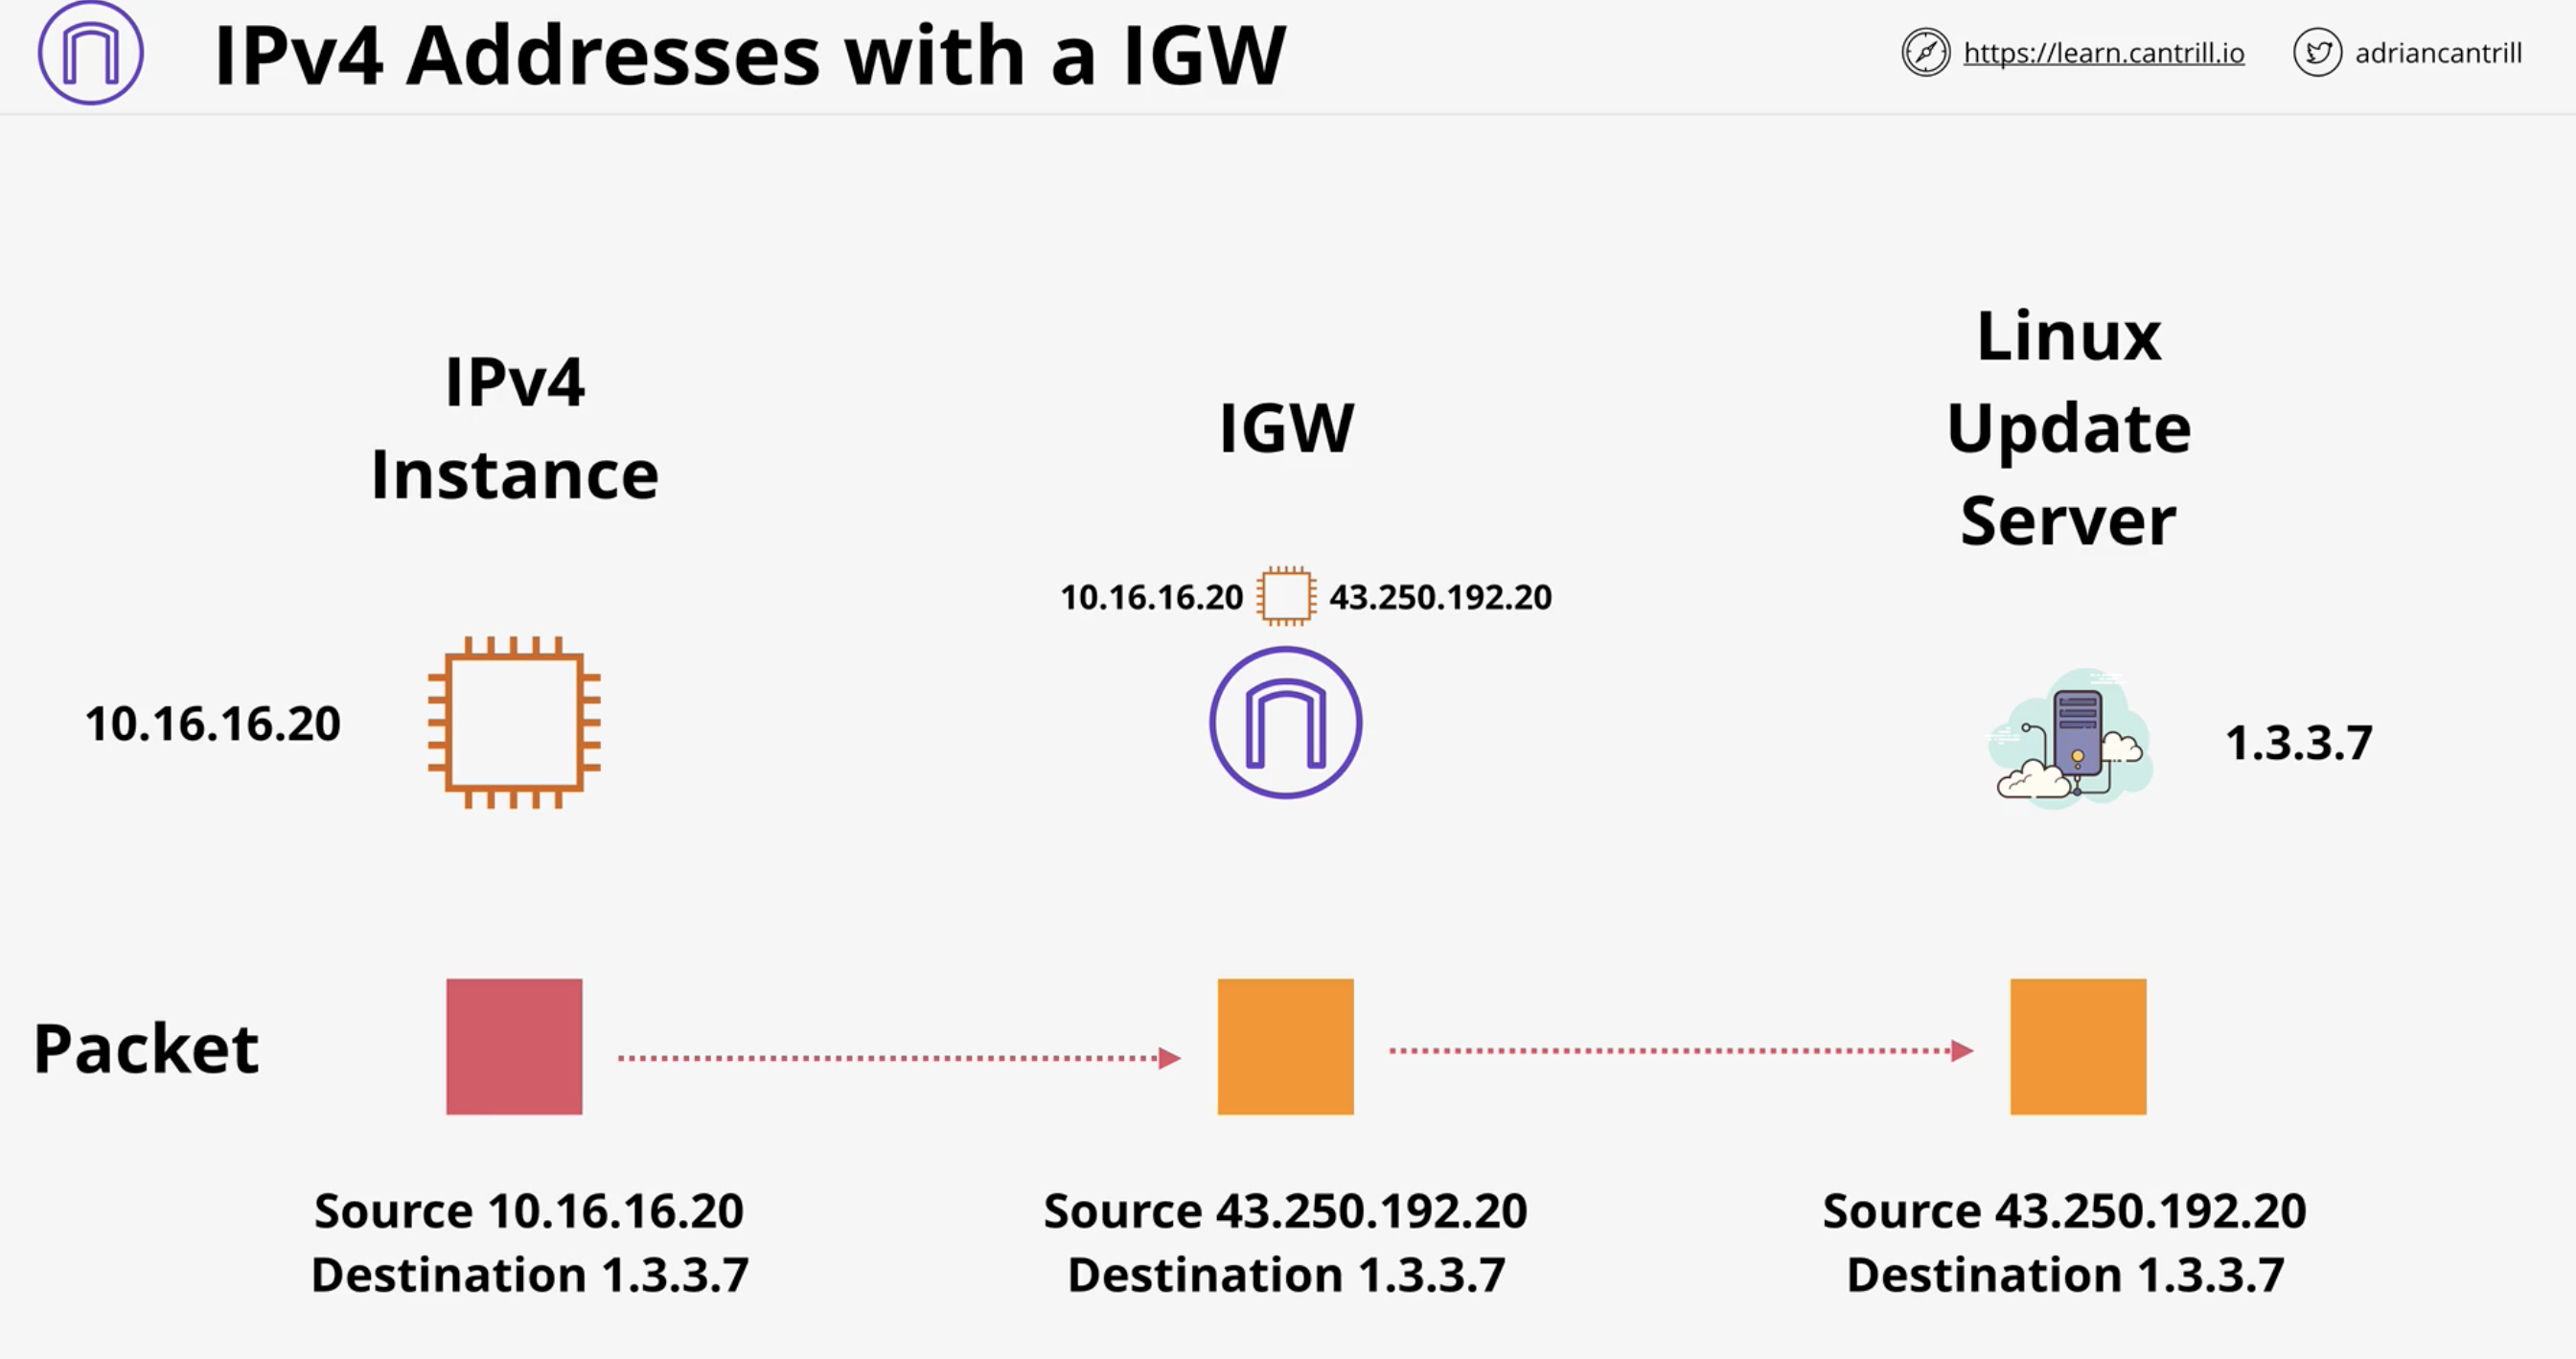 IPv4 Addresses with a IGW
https://learn.cantrill.io
adriancantrill
IPv4
Instance
IGW
Linux
Update
Server
10.16.16.20
43.250.192.20
10.16.16.20
1.3.3.7
Packet
Source 10.16.16.20
Destination 1.3.3.7
Source 43.250.192.20
Destination 1.3.3.7
Source 43.250.192.20
Destination 1.3.3.7